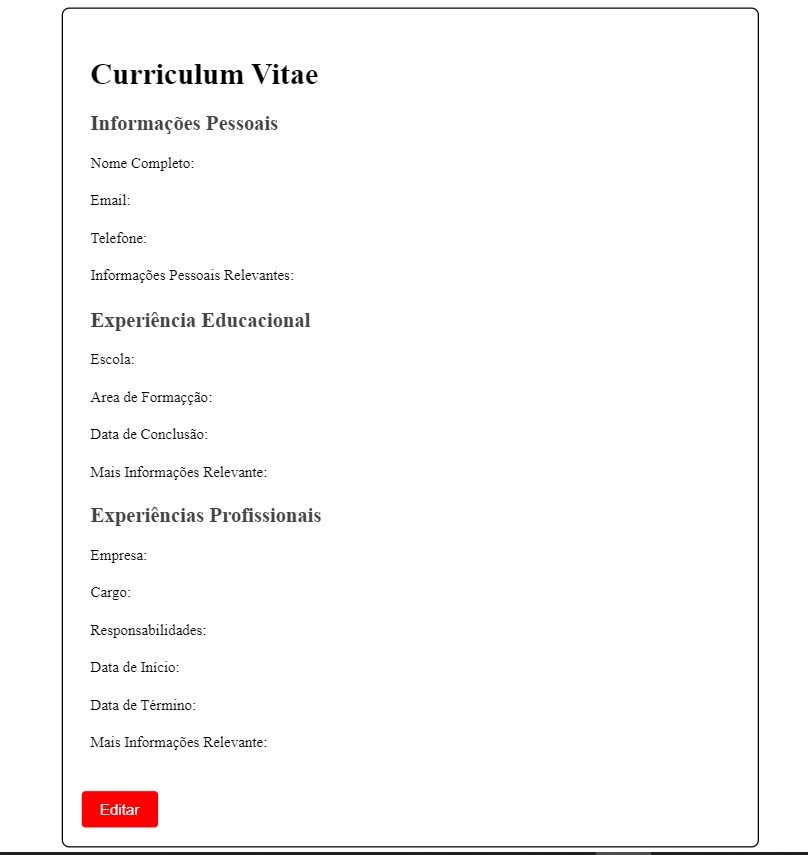 Curriculum Vitae
Informações Pessoais
Nome Completo:
Email:
Telefone:
Informações Pessoais Relevantes:
Experiência Educacional
Escola:
Area de Formaçção:
Data de Conclusão:
Mais Informações Relevante:
Experiências Profissionais
Empresa:
Cargo:
Responsabilidades:
Data de Início:
Data de Término:
Mais Informações Relevante:
Editar